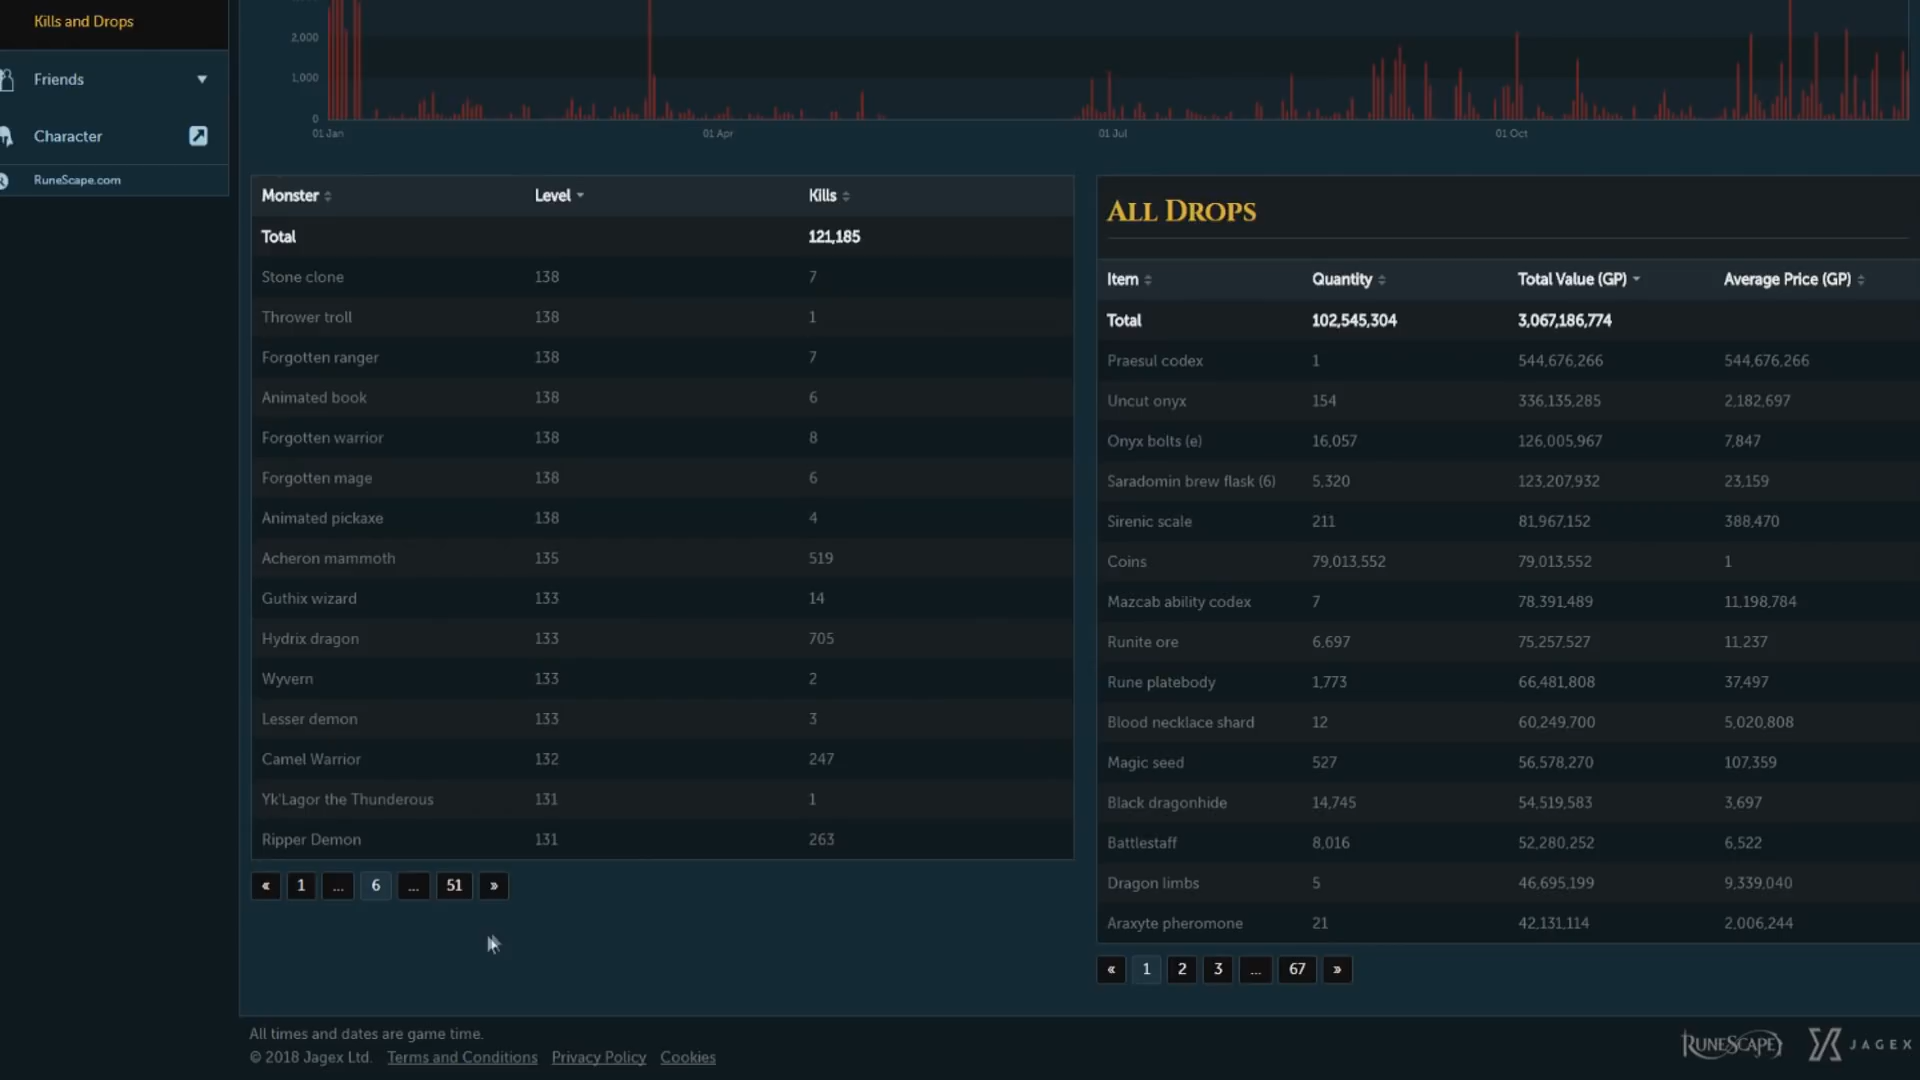 Kills and Drops
Friends
Character
RuneScape.com
2,000
1,000
0
01 Jan 01 Apr 01 Jul 01 Oct
Monster Level Kills
Total 121,185
Stone clone 138 7
Thrower troll 138 1
Forgotten ranger 138 7
Animated book 138 6
Forgotten warrior 138 8
Forgotten mage 138 6
Animated pickaxe 138 4
Acheron mammoth 135 519
Guthix wizard 133 14
Hydrix dragon 133 705
Wyvern 133 2
Lesser demon 133 3
Camel Warrior 132 247
Yk'Lagor the Thunderous 131 1
Ripper Demon 131 263
« 1 ... 6 ... 51 »
All Drops
Item Quantity Total Value (GP) Average Price (GP)
Total 102,545,304 3,067,186,774
Praesul codex 1 544,676,266 544,676,266
Uncut onyx 154 336,135,285 2,182,697
Onyx bolts (e) 16,057 126,005,967 7,847
Saradomin brew flask (6) 5,320 123,207,932 23,159
Sirenic scale 211 81,967,152 388,470
Coins 79,013,552 79,013,552 1
Mazcab ability codex 7 78,391,489 11,198,784
Runite ore 6,697 75,257,527 11,237
Rune platebody 1,773 66,481,808 37,497
Blood necklace shard 12 60,249,700 5,020,808
Magic seed 527 56,578,270 107,359
Black dragonhide 14,745 54,519,583 3,697
Battlestaff 8,016 52,280,252 6,522
Dragon limbs 5 46,695,199 9,339,040
Araxyte pheromone 21 42,131,114 2,006,244
« 1 2 3 ... 67 »
All times and dates are game time.
© 2018 Jagex Ltd. Terms and Conditions Privacy Policy Cookies
RuneScape JAGEX